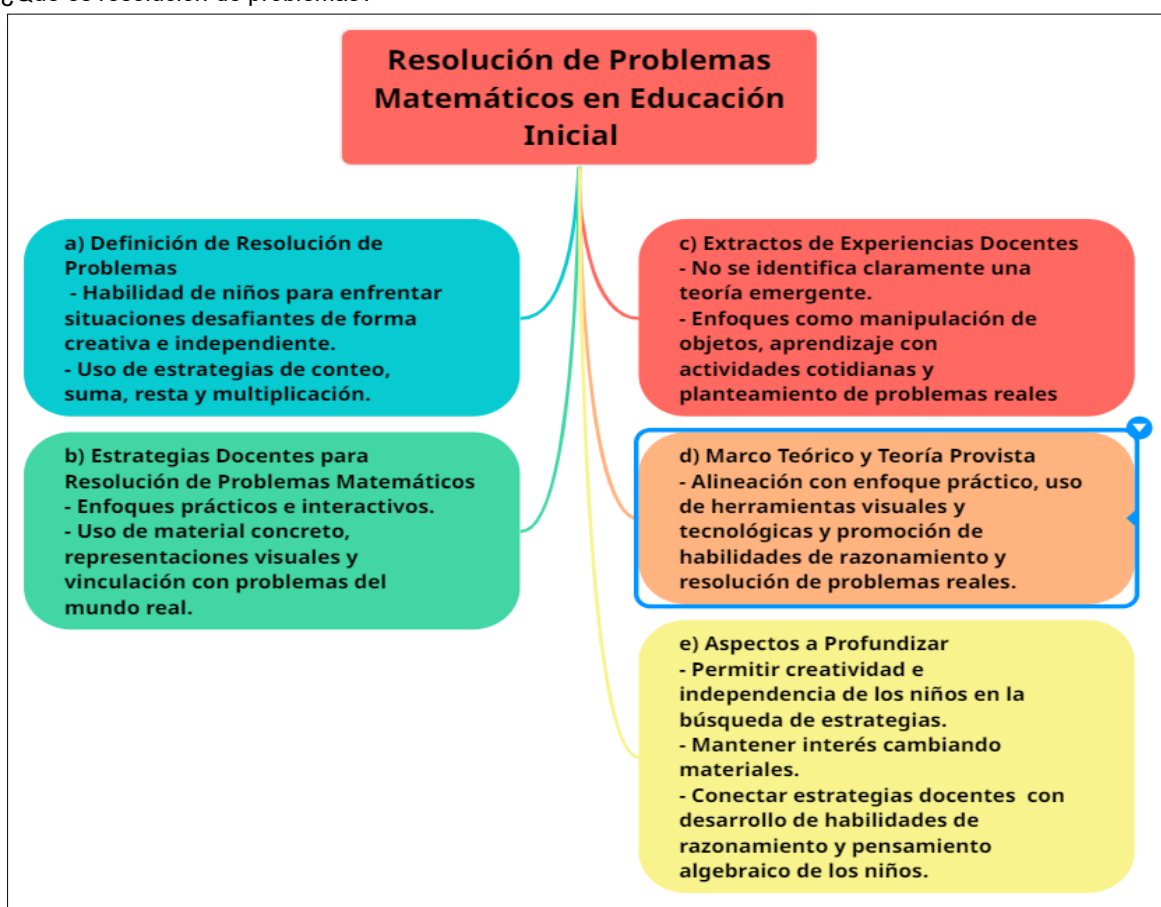 ¿Qué es resolución de problemas?
Resolución de Problemas
Matemáticos en Educación
Inicial
a) Definición de Resolución de
Problemas
- Habilidad de niños para enfrentar
situaciones desafiantes de forma
creativa e independiente.
- Uso de estrategias de conteo,
suma, resta y multiplicación.
b) Estrategias Docentes para
Resolución de Problemas Matemáticos
- Enfoques prácticos e interactivos.
- Uso de material concreto,
representaciones visuales y
vinculación con problemas del
mundo real.
c) Extractos de Experiencias Docentes
- No se identifica claramente una
teoría emergente.
- Enfoques como manipulación de
objetos, aprendizaje con
actividades cotidianas y
planteamiento de problemas reales
d) Marco Teórico y Teoría Provista
- Alineación con enfoque práctico, uso
de herramientas visuales y
tecnológicas y promoción de
habilidades de razonamiento y
resolución de problemas reales.
e) Aspectos a Profundizar
- Permitir creatividad e
independencia de los niños en la
búsqueda de estrategias.
- Mantener interés cambiando
materiales.
- Conectar estrategias docentes  con
desarrollo de habilidades de
razonamiento y pensamiento
algebraico de los niños.